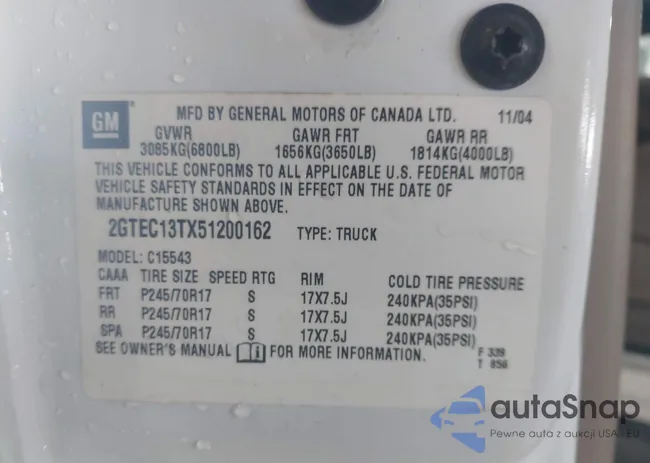 GM
MFD BY GENERAL MOTORS OF CANADA LTD. 11/04
GVWR GAWR FRT GAWR RR
3085KG(6800LB) 1656KG(3650LB) 1814KG(4000LB)
THIS VEHICLE CONFORMS TO ALL APPLICABLE U.S. FEDERAL MOTOR
VEHICLE SAFETY STANDARDS IN EFFECT ON THE DATE OF
MANUFACTURE SHOWN ABOVE.
2GTEC13TX51200162 TYPE: TRUCK
MODEL: C15543
CAAA TIRE SIZE SPEED RTG RIM COLD TIRE PRESSURE
FRT P245/70R17 S 17X7.5J 240KPA(35PSI)
RR P245/70R17 S 17X7.5J 240KPA(35PSI)
SPA P245/70R17 S 17X7.5J 240KPA(35PSI)
SEE OWNER'S MANUAL FOR MORE INFORMATION.
F 339
T 856
autoSnap
Pewne auta z aukcji USA i EU